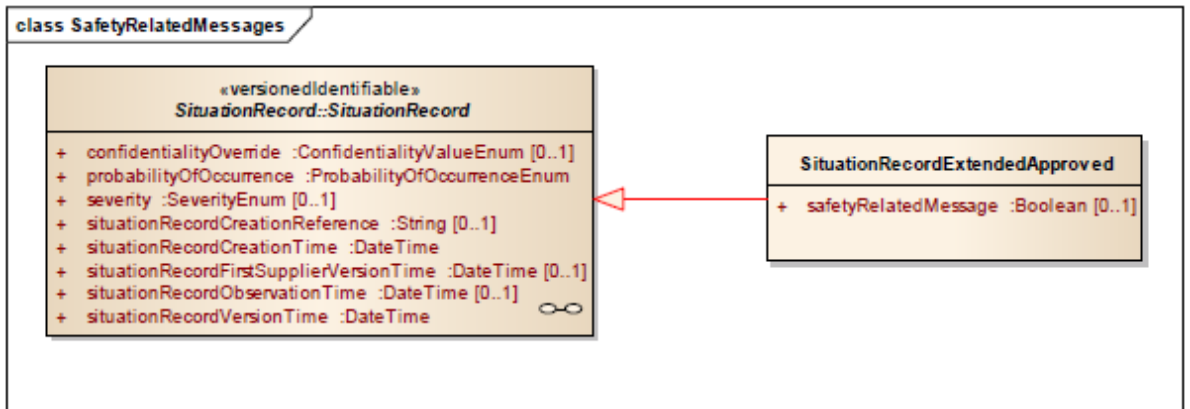 class SafetyRelatedMessages
«versionedIdentifiable»
SituationRecord::SituationRecord
+ confidentialityOverride :ConfidentialityValueEnum [0..1]
+ probabilityOfOccurrence :ProbabilityOfOccurrenceEnum
+ severity :SeverityEnum [0..1]
+ situationRecordCreationReference :String [0..1]
+ situationRecordCreationTime :DateTime
+ situationRecordFirstSupplierVersionTime :DateTime [0..1]
+ situationRecordObservationTime :DateTime [0..1]
+ situationRecordVersionTime :DateTime
SituationRecordExtendedApproved
+ safetyRelatedMessage :Boolean [0..1]